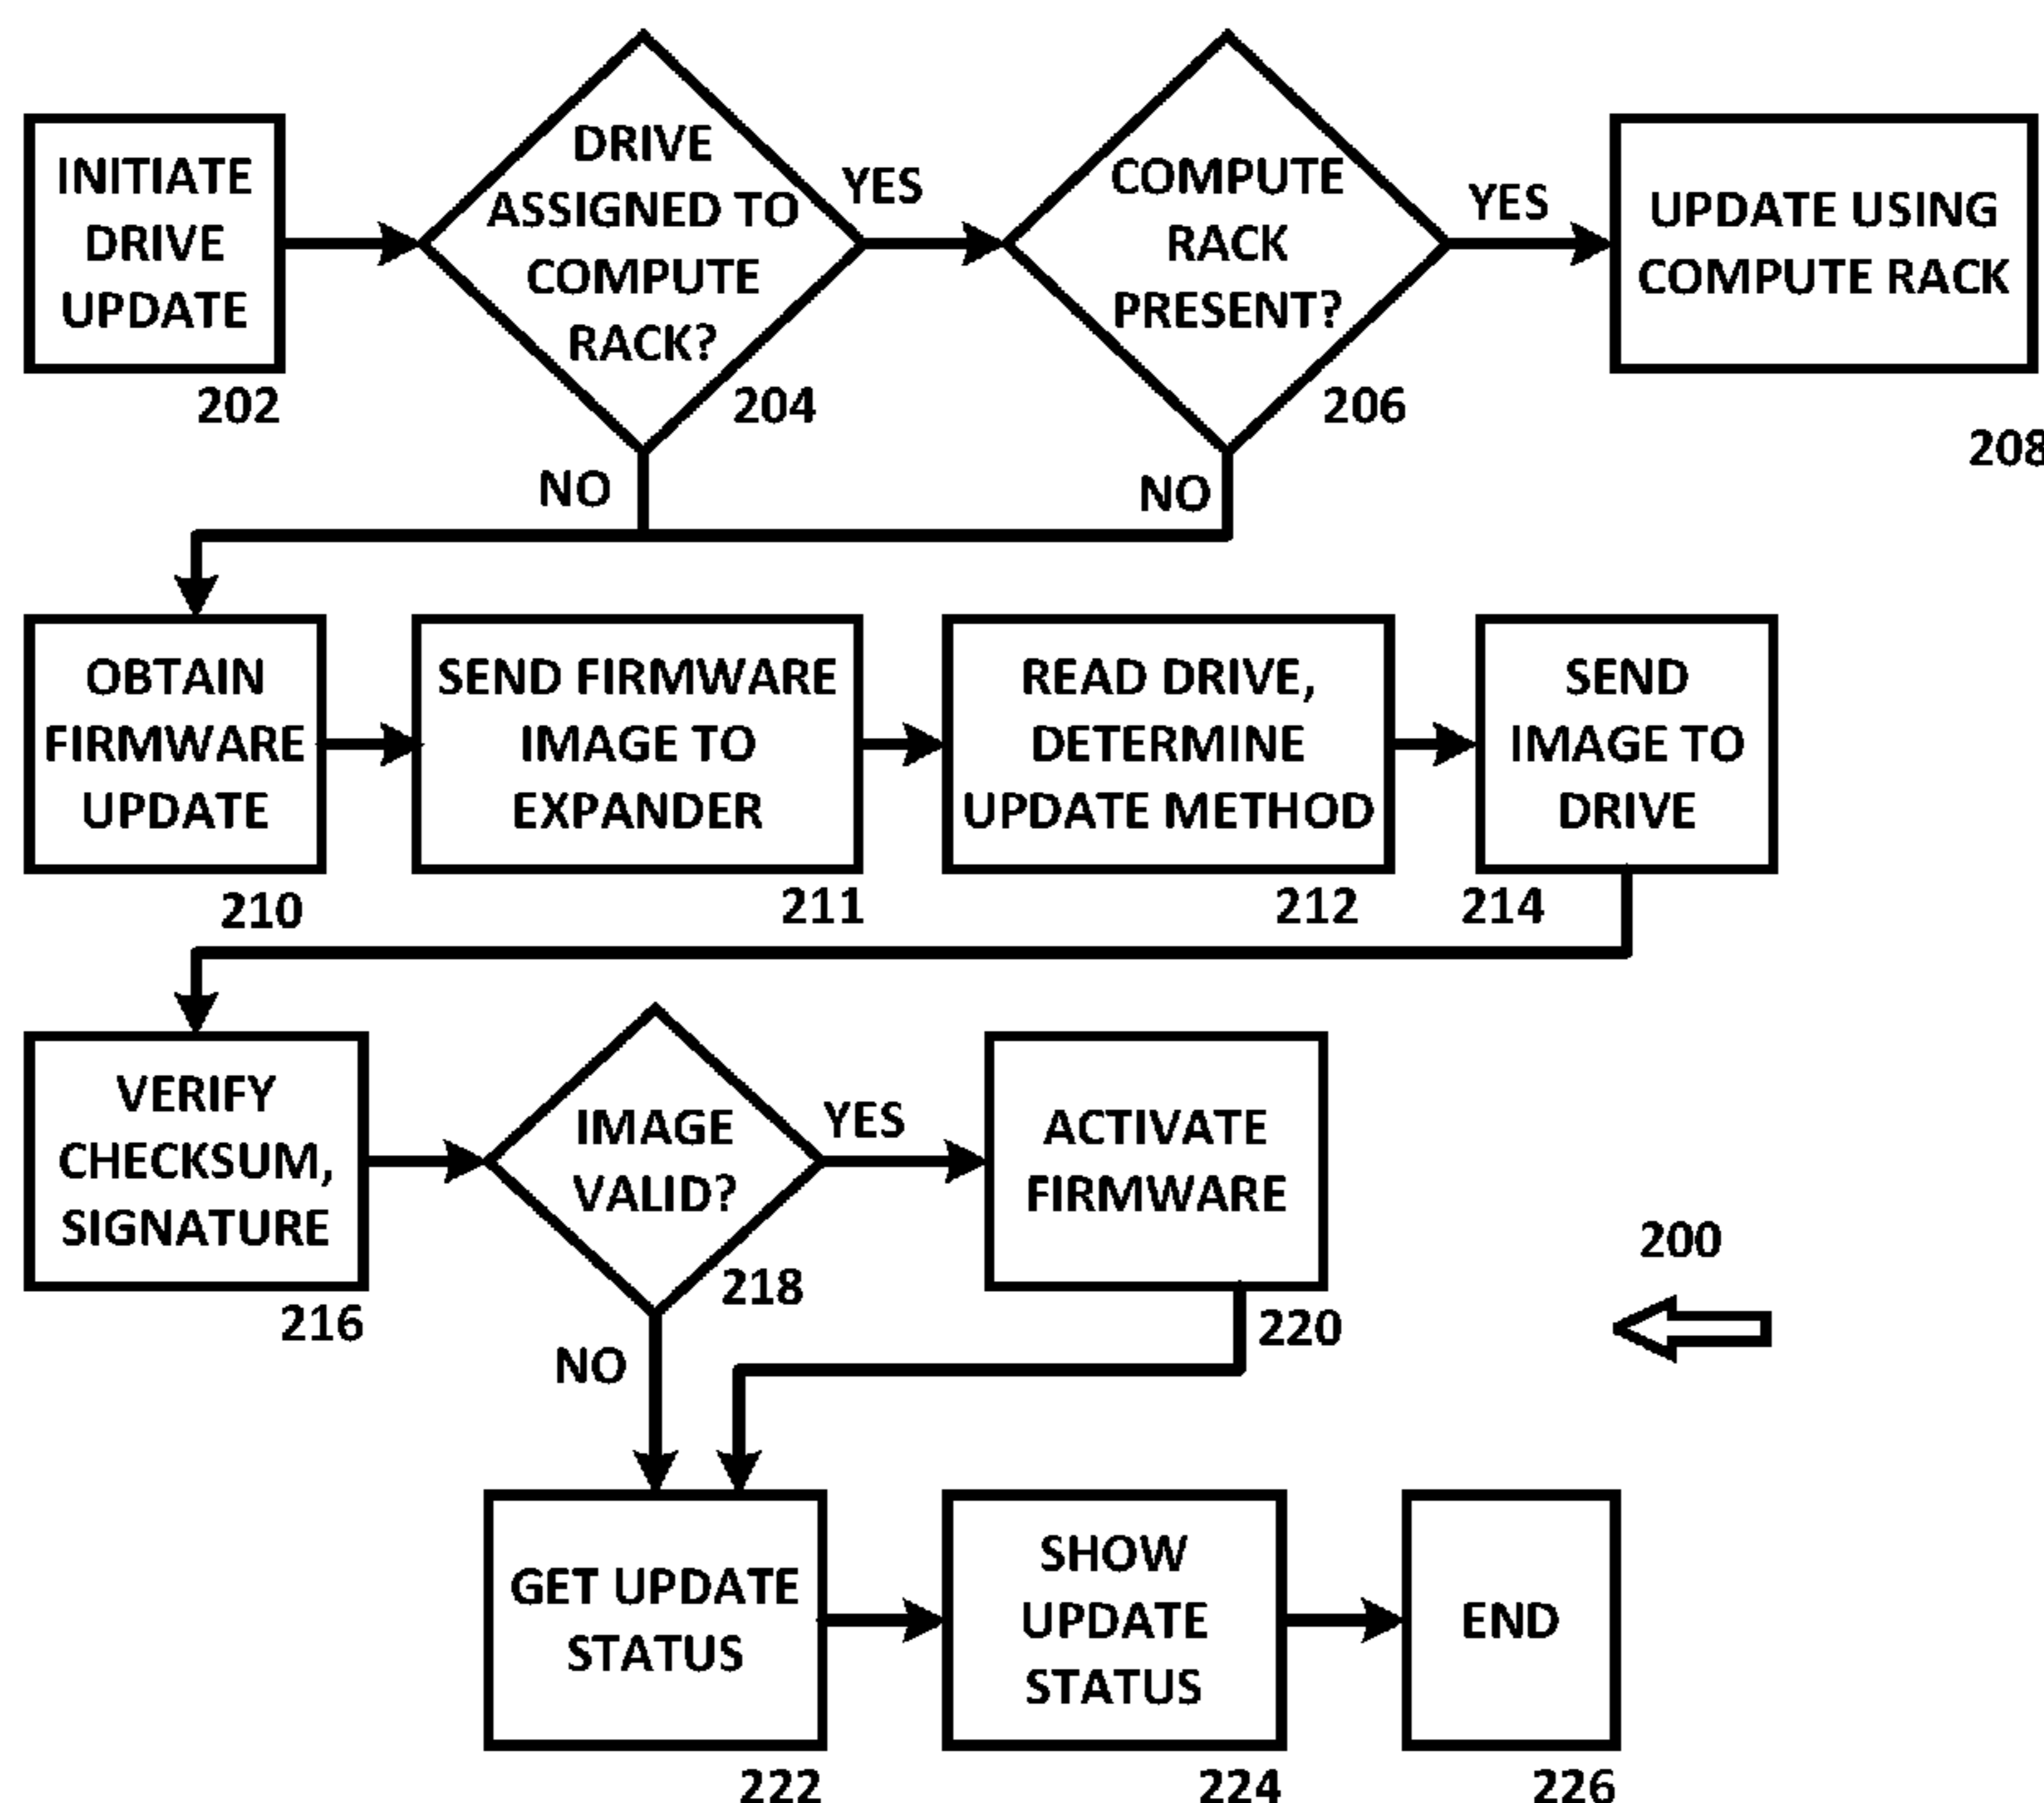 INITIATE
DRIVE
UPDATE
202
DRIVE
ASSIGNED TO
COMPUTE
RACK?
204
YES
NO
COMPUTE
RACK
PRESENT?
206
YES
NO
UPDATE USING
COMPUTE RACK
208
OBTAIN
FIRMWARE
UPDATE
210
SEND FIRMWARE
IMAGE TO
EXPANDER
211
READ DRIVE,
DETERMINE
UPDATE METHOD
212
SEND
IMAGE TO
DRIVE
214
VERIFY
CHECKSUM,
SIGNATURE
216
IMAGE
VALID?
218
YES
NO
ACTIVATE
FIRMWARE
220
200
GET UPDATE
STATUS
222
SHOW
UPDATE
STATUS
224
END
226